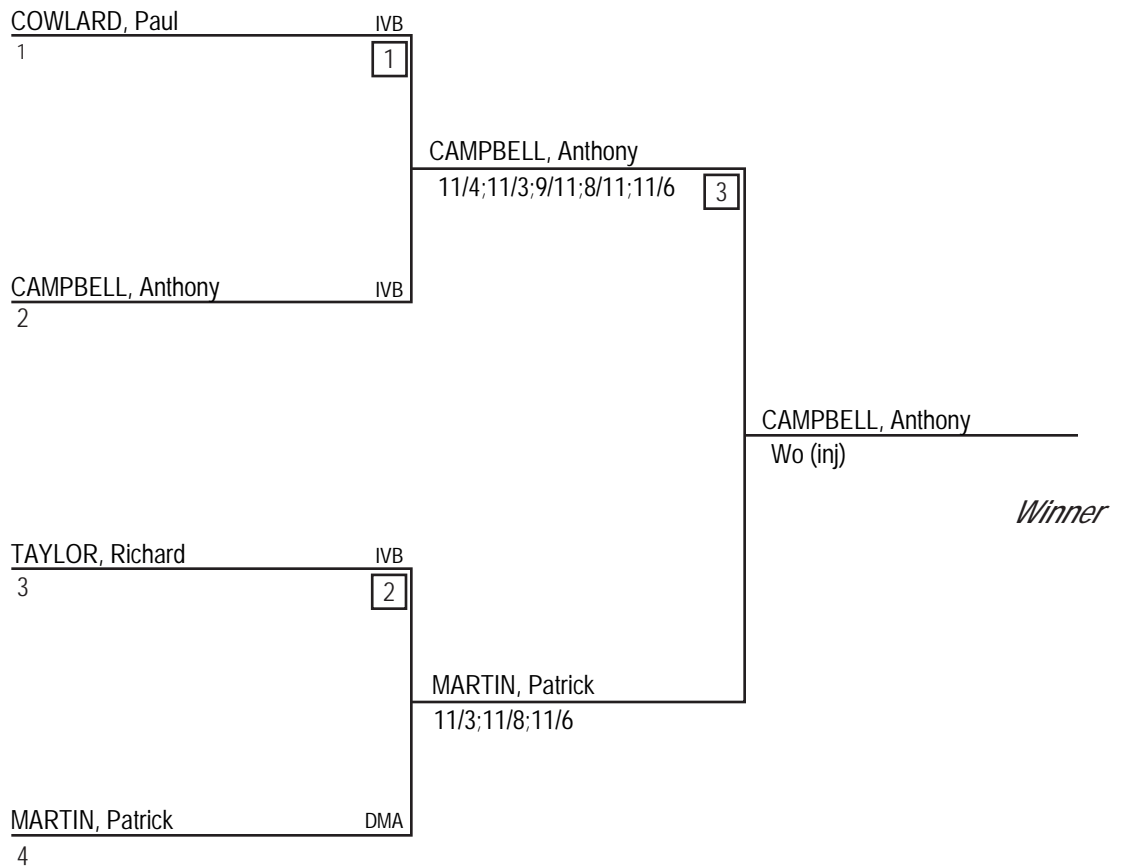 COWLARD, Paul IVB
1
1
CAMPBELL, Anthony
11/4;11/3;9/11;8/11;11/6
3
CAMPBELL, Anthony IVB
2
CAMPBELL, Anthony
Wo (inj)
Winner
TAYLOR, Richard IVB
3
2
MARTIN, Patrick
11/3;11/8;11/6
MARTIN, Patrick DMA
4